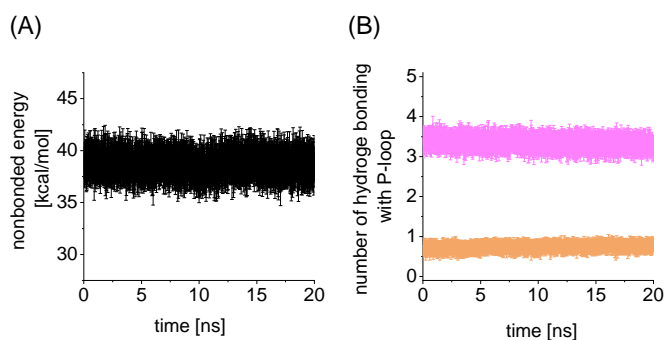 (A)
nonbonded energy
[kcal/mol]
45
40
35
30
0
5
10
15
20
time [ns]
(B)
number of hydroge bonding
with P-loop
5
4
3
2
1
0
0
5
10
15
20
time [ns]